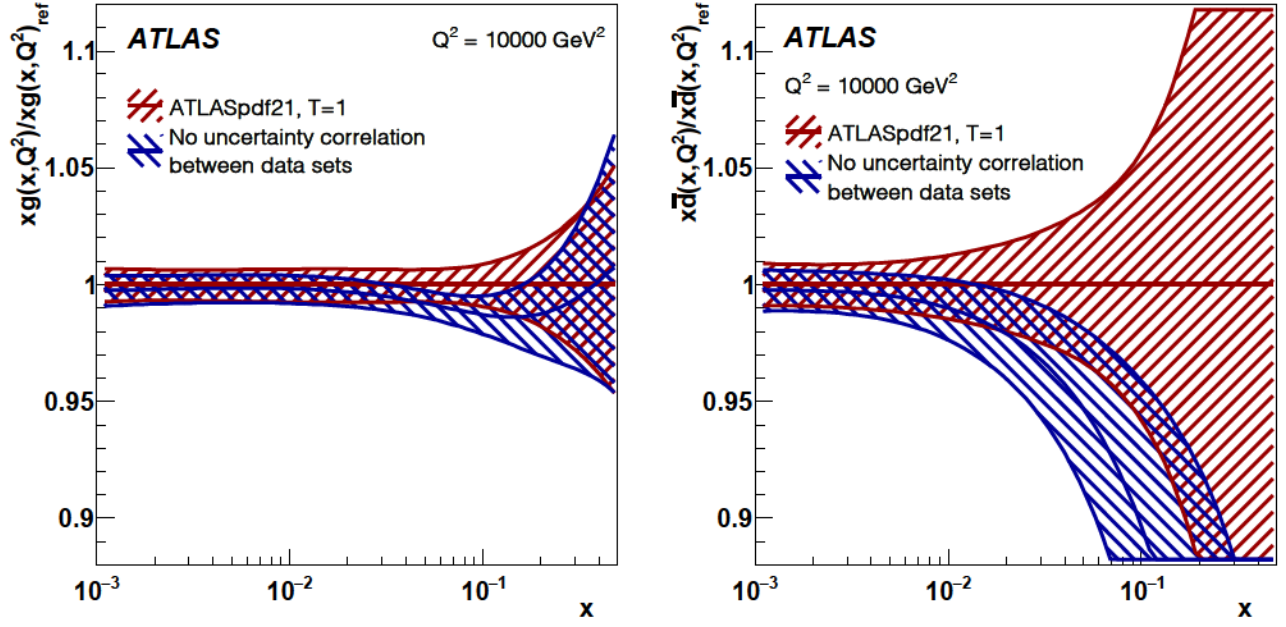 xg(x,Q²)/xg(x,Q²)ref
1.1
1.05
1
0.95
0.9
ATLAS
Q² = 10000 GeV²
ATLASpdf21, T=1
No uncertainty correlation
between data sets
10⁻³
10⁻²
10⁻¹
x
xd̅(x,Q²)/xd̅(x,Q²)ref
1.1
1.05
1
0.95
0.9
ATLAS
Q² = 10000 GeV²
ATLASpdf21, T=1
No uncertainty correlation
between data sets
10⁻³
10⁻²
10⁻¹
x